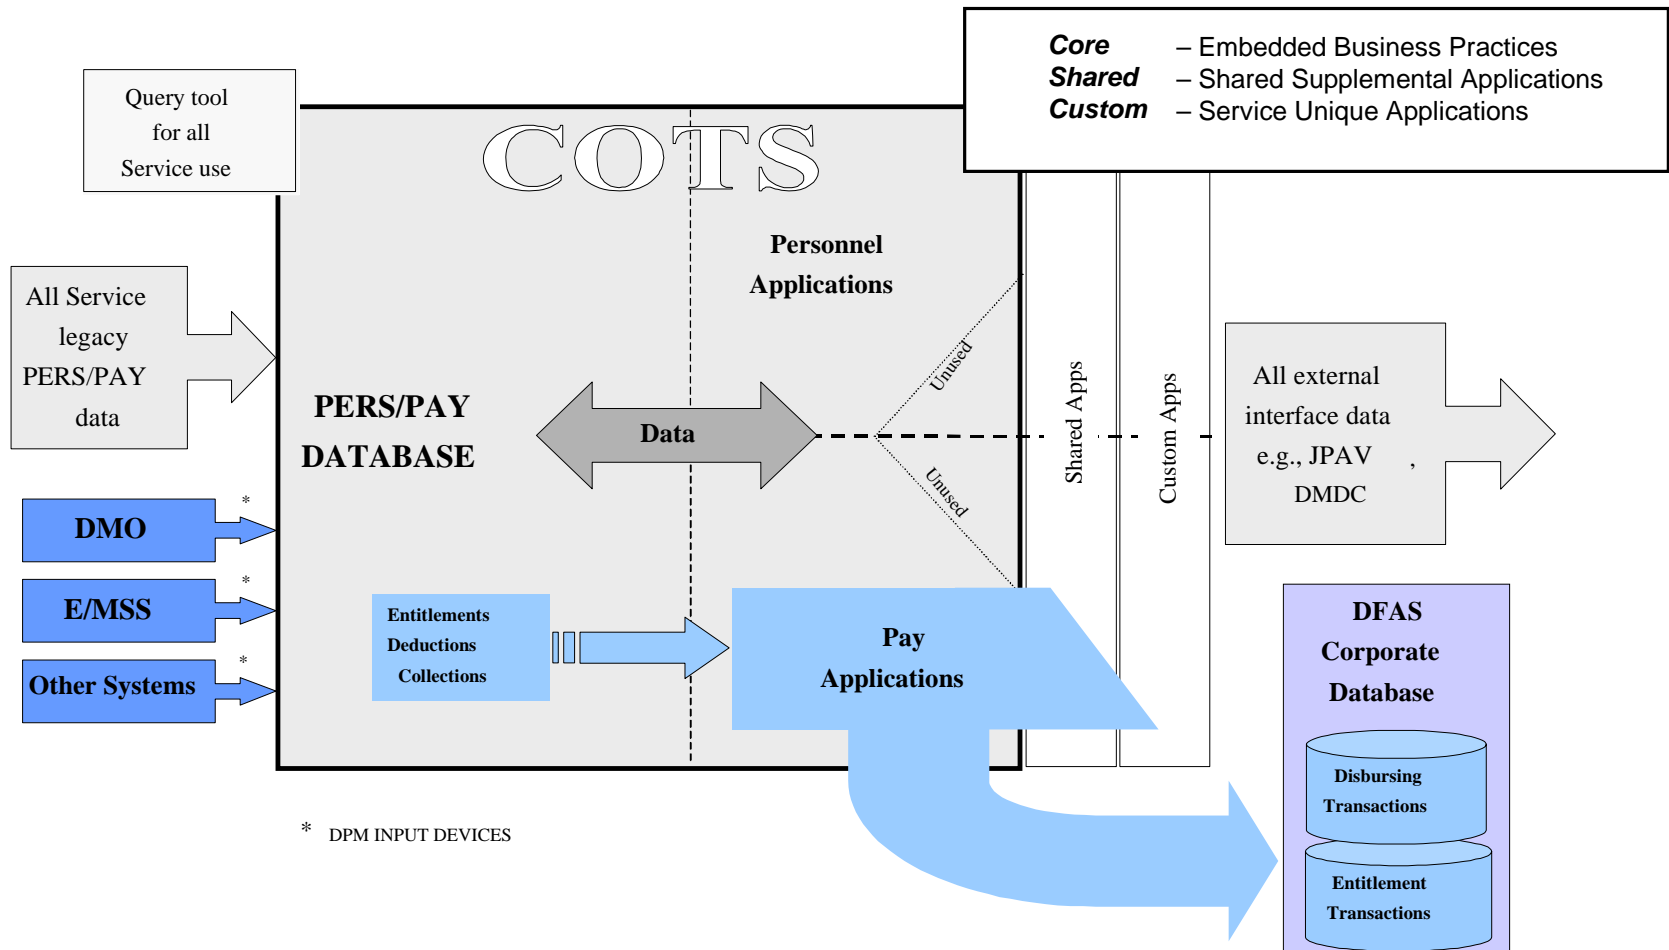 Core – Embedded Business Practices
Shared – Shared Supplemental Applications
Custom – Service Unique Applications
Query tool
for all
Service use
COTS
Personnel
Applications
All Service
legacy
PERS/PAY
data
PERS/PAY
DATABASE
Data
Unused
Unused
Shared Apps
Custom Apps
All external
interface data
e.g., JPAV ,
DMDC
*
DMO
*
E/MSS
*
Other Systems
Entitlements
Deductions
Collections
Pay
Applications
DFAS
Corporate
Database
Disbursing
Transactions
Entitlement
Transactions
* DPM INPUT DEVICES